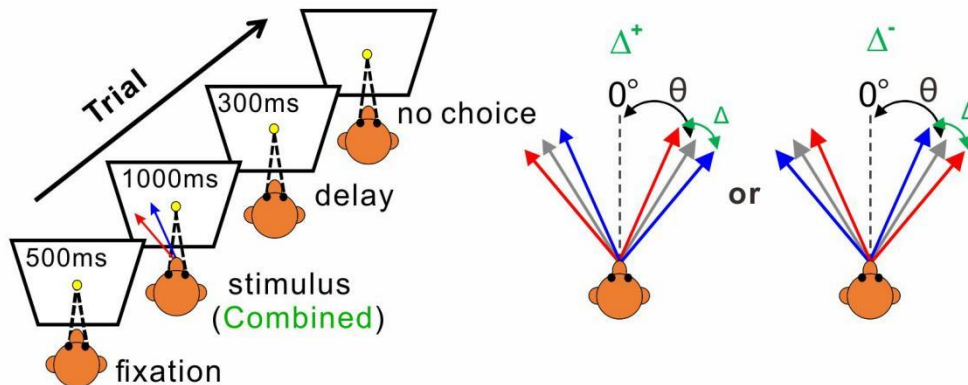 Trial
500ms
fixation
1000ms
stimulus
(Combined)
300ms
delay
no choice
Δ⁺
0° θ
Δ
or
Δ⁻
0° θ
Δ